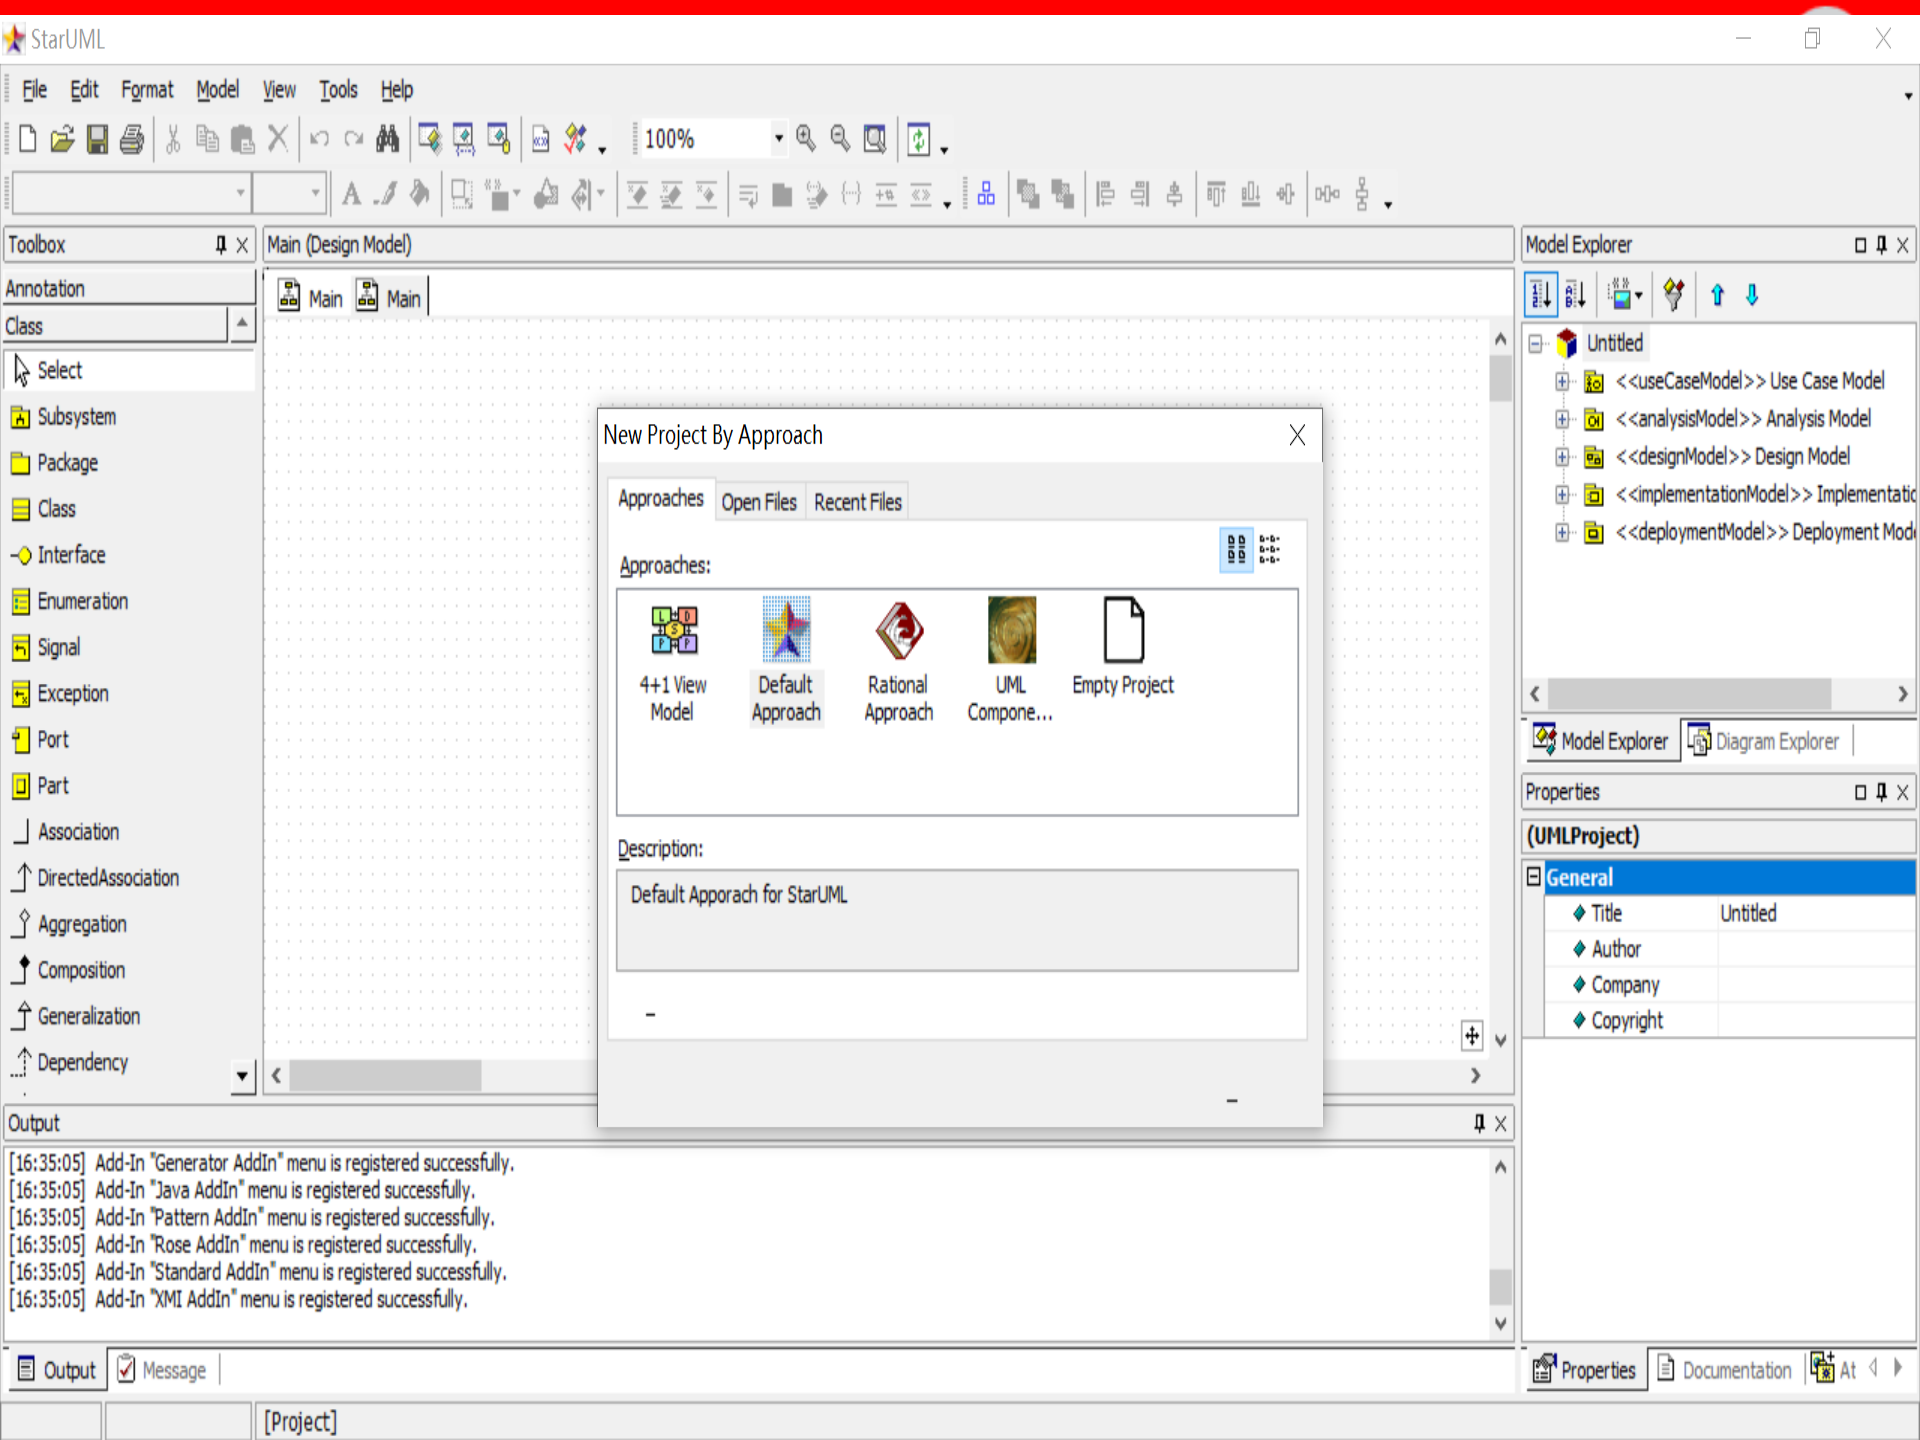 StarUML
File Edit Format Model View Tools Help
100%
Toolbox
Main (Design Model)
Model Explorer
Annotation
Class
Main Main
Select
Subsystem
Package
Class
Interface
Enumeration
Signal
Exception
Port
Part
Association
DirectedAssociation
Aggregation
Composition
Generalization
Dependency
New Project By Approach
Approaches Open Files Recent Files
Approaches:
4+1 View
Model
Default
Approach
Rational
Approach
UML
Compone...
Empty Project
Description:
Default Apporach for StarUML
Untitled
<<useCaseModel>> Use Case Model
<<analysisModel>> Analysis Model
<<designModel>> Design Model
<<implementationModel>> Implementatic
<<deploymentModel>> Deployment Mod
Model Explorer Diagram Explorer
Properties
(UMLProject)
General
Title Untitled
Author
Company
Copyright
Output
[16:35:05] Add-In "Generator AddIn" menu is registered successfully.
[16:35:05] Add-In "Java AddIn" menu is registered successfully.
[16:35:05] Add-In "Pattern AddIn" menu is registered successfully.
[16:35:05] Add-In "Rose AddIn" menu is registered successfully.
[16:35:05] Add-In "Standard AddIn" menu is registered successfully.
[16:35:05] Add-In "XMI AddIn" menu is registered successfully.
Output Message
Properties Documentation At
[Project]